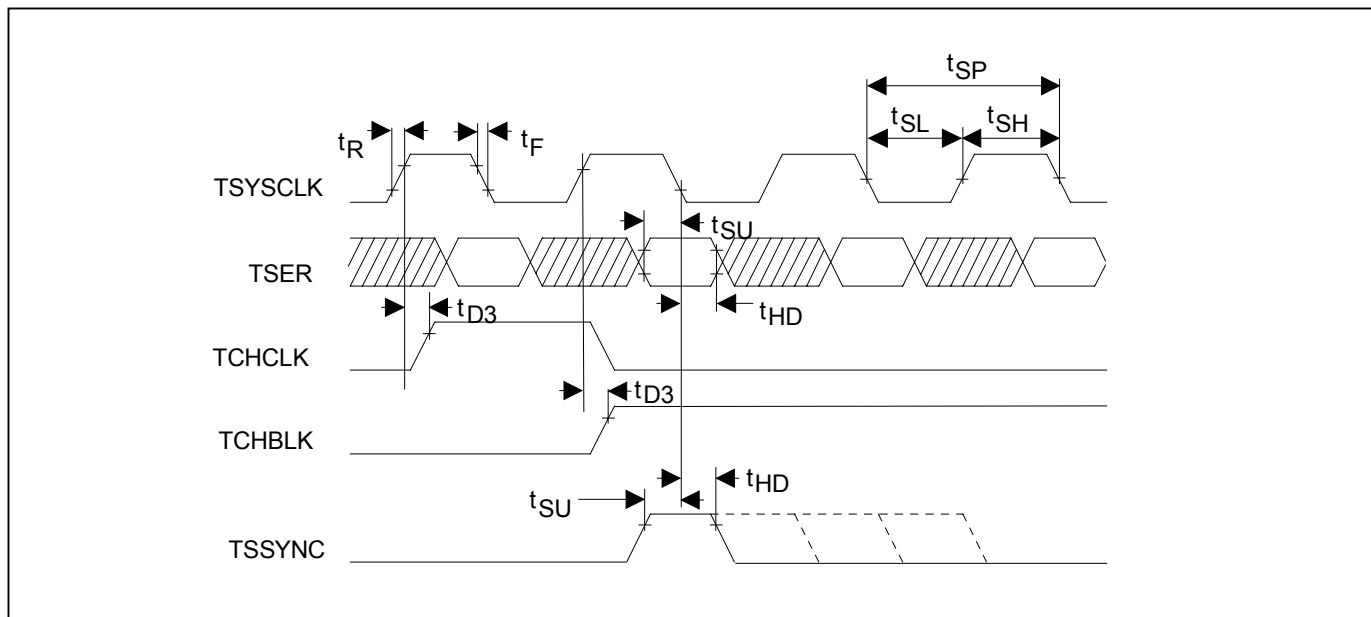 tSP
tSL
tSH
tR
tF
TSYSCLK
tSU
TSER
tD3
tHD
TCHCLK
tD3
TCHBLK
tSU
tHD
TSSYNC